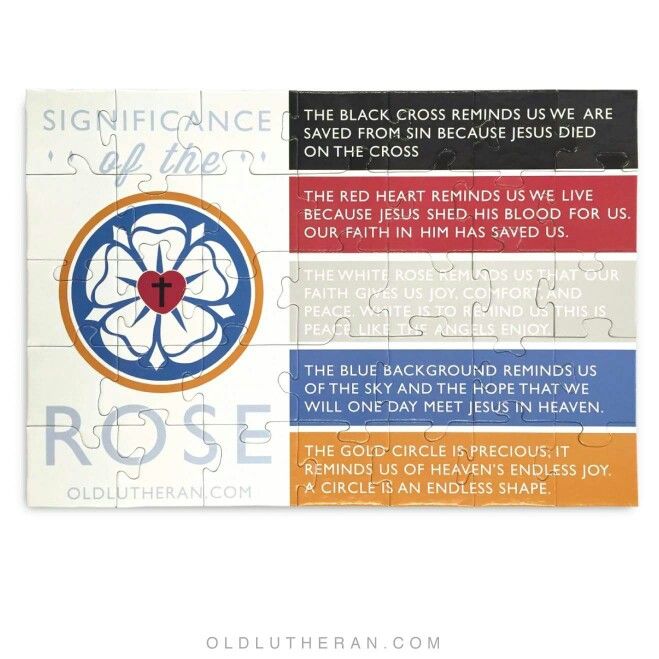 SIGNIFICANCE
of the
ROSE
OLDLUTHERAN.COM
THE BLACK CROSS REMINDS US WE ARE
SAVED FROM SIN BECAUSE JESUS DIED
ON THE CROSS
THE RED HEART REMINDS US WE LIVE
BECAUSE JESUS SHED HIS BLOOD FOR US.
OUR FAITH IN HIM HAS SAVED US.
THE WHITE ROSE REMINDS US THAT OUR
FAITH GIVES US JOY, COMFORT AND
PEACE. WHITE IS TO REMIND US THIS IS
PEACE LIKE THE ANGELS ENJOY.
THE BLUE BACKGROUND REMINDS US
OF THE SKY AND THE HOPE THAT WE
WILL ONE DAY MEET JESUS IN HEAVEN.
THE GOLD CIRCLE IS PRECIOUS; IT
REMINDS US OF HEAVEN'S ENDLESS JOY.
A CIRCLE IS AN ENDLESS SHAPE.
OLDLUTHERAN.COM